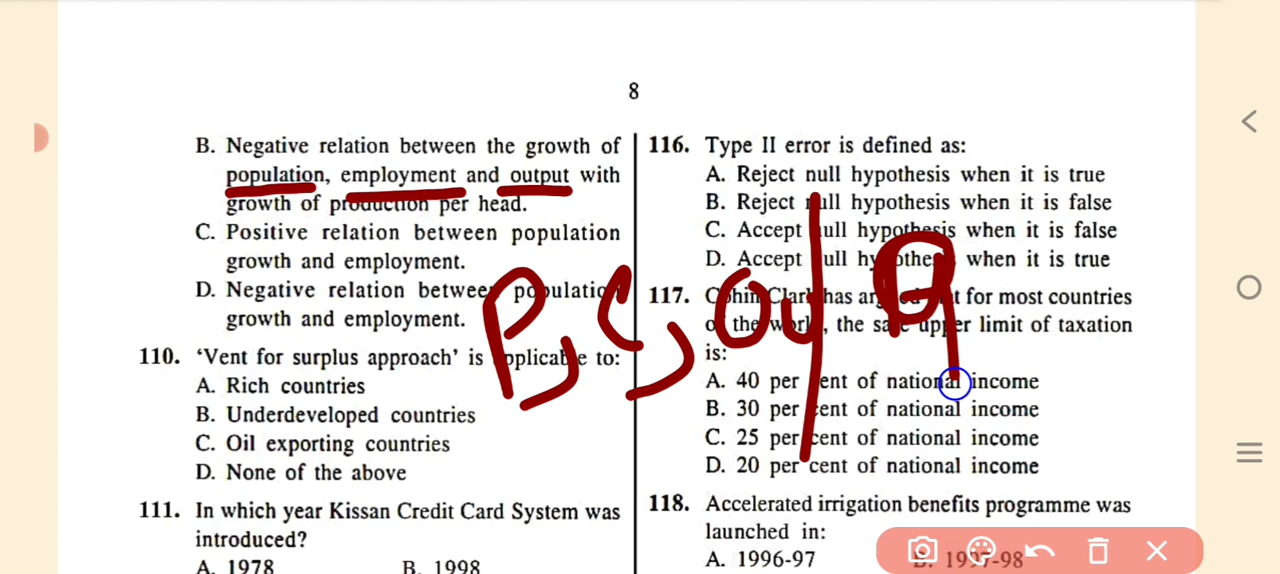 8
B. Negative relation between the growth of
population, employment and output with
growth of production per head.
C. Positive relation between population
growth and employment.
D. Negative relation between population
growth and employment.
110. ‘Vent for surplus approach’ is applicable to:
A. Rich countries
B. Underdeveloped countries
C. Oil exporting countries
D. None of the above
111. In which year Kissan Credit Card System was
introduced?
A. 1978 B. 1998
116. Type II error is defined as:
A. Reject null hypothesis when it is true
B. Reject null hypothesis when it is false
C. Accept null hypothesis when it is false
D. Accept null hypothesis when it is true
117. Clark has that for most countries
of the world, the safe upper limit of taxation
is:
A. 40 per cent of national income
B. 30 per cent of national income
C. 25 per cent of national income
D. 20 per cent of national income
118. Accelerated irrigation benefits programme was
launched in:
A. 1996-97 B. 1997-98